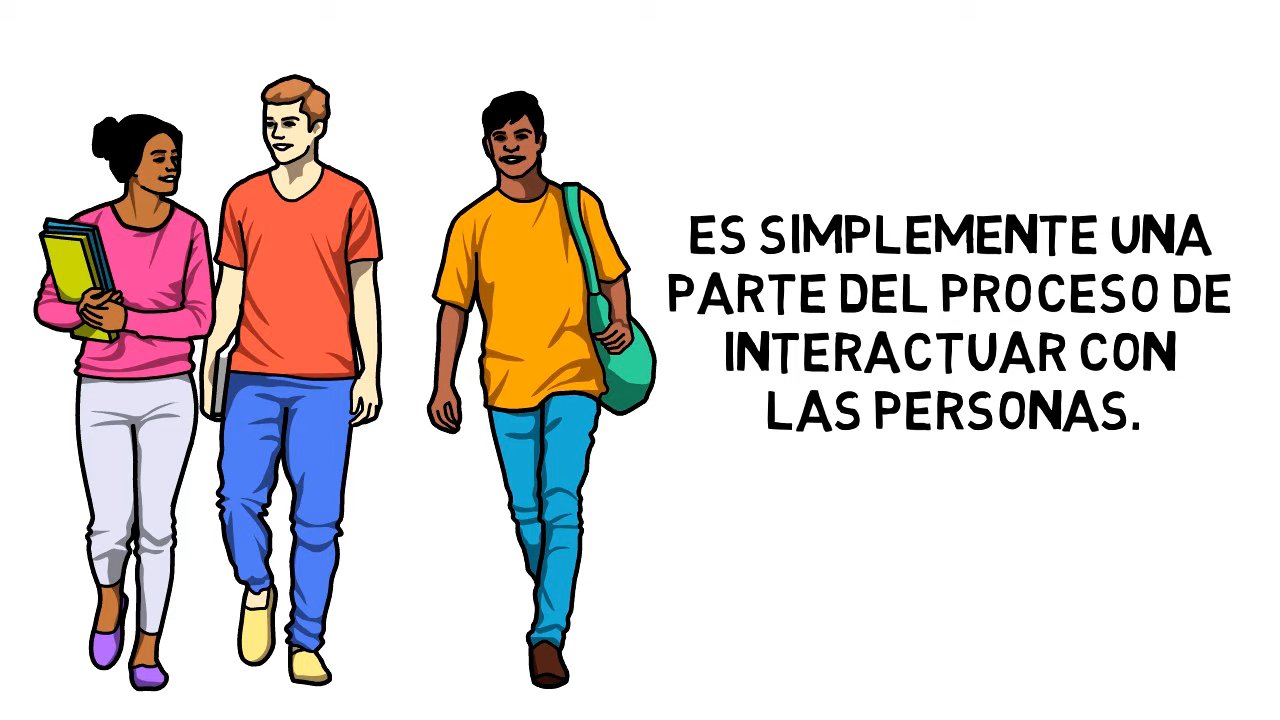 ES SIMPLEMENTE UNA
PARTE DEL PROCESO DE
INTERACTUAR CON
LAS PERSONAS.